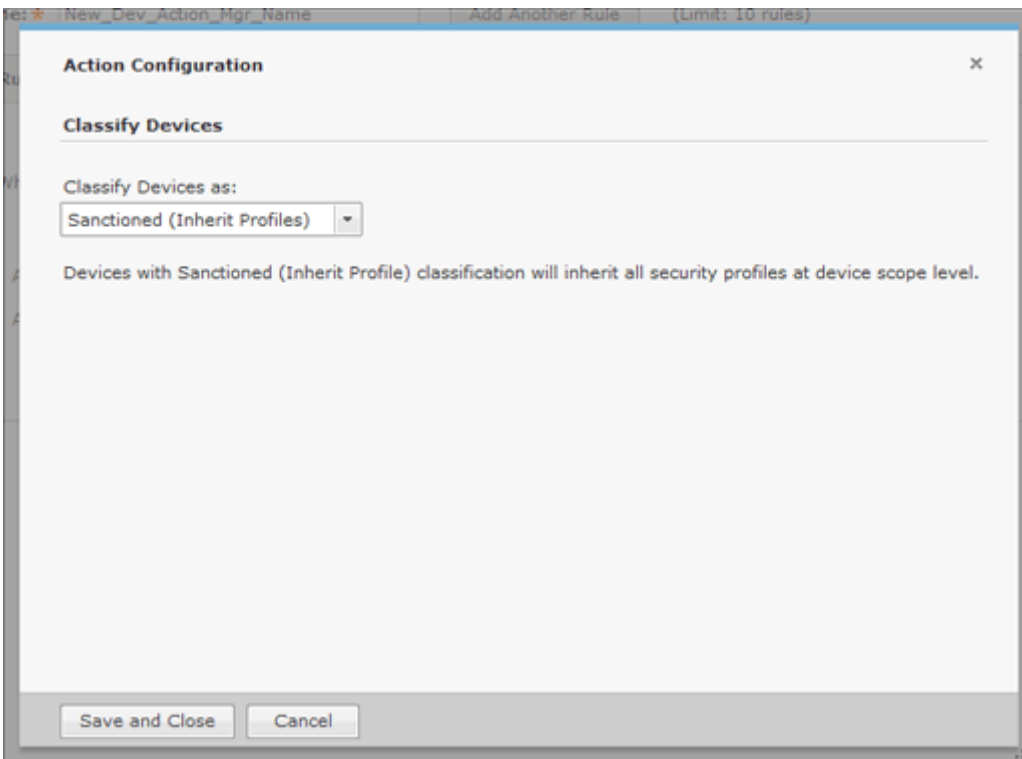 New_Dev_Action_Mgr_Name Add Another Rule (Limit: 10 rules)
Action Configuration
Classify Devices
Classify Devices as:
Sanctioned (Inherit Profiles)
Devices with Sanctioned (Inherit Profile) classification will inherit all security profiles at device scope level.
Save and Close Cancel